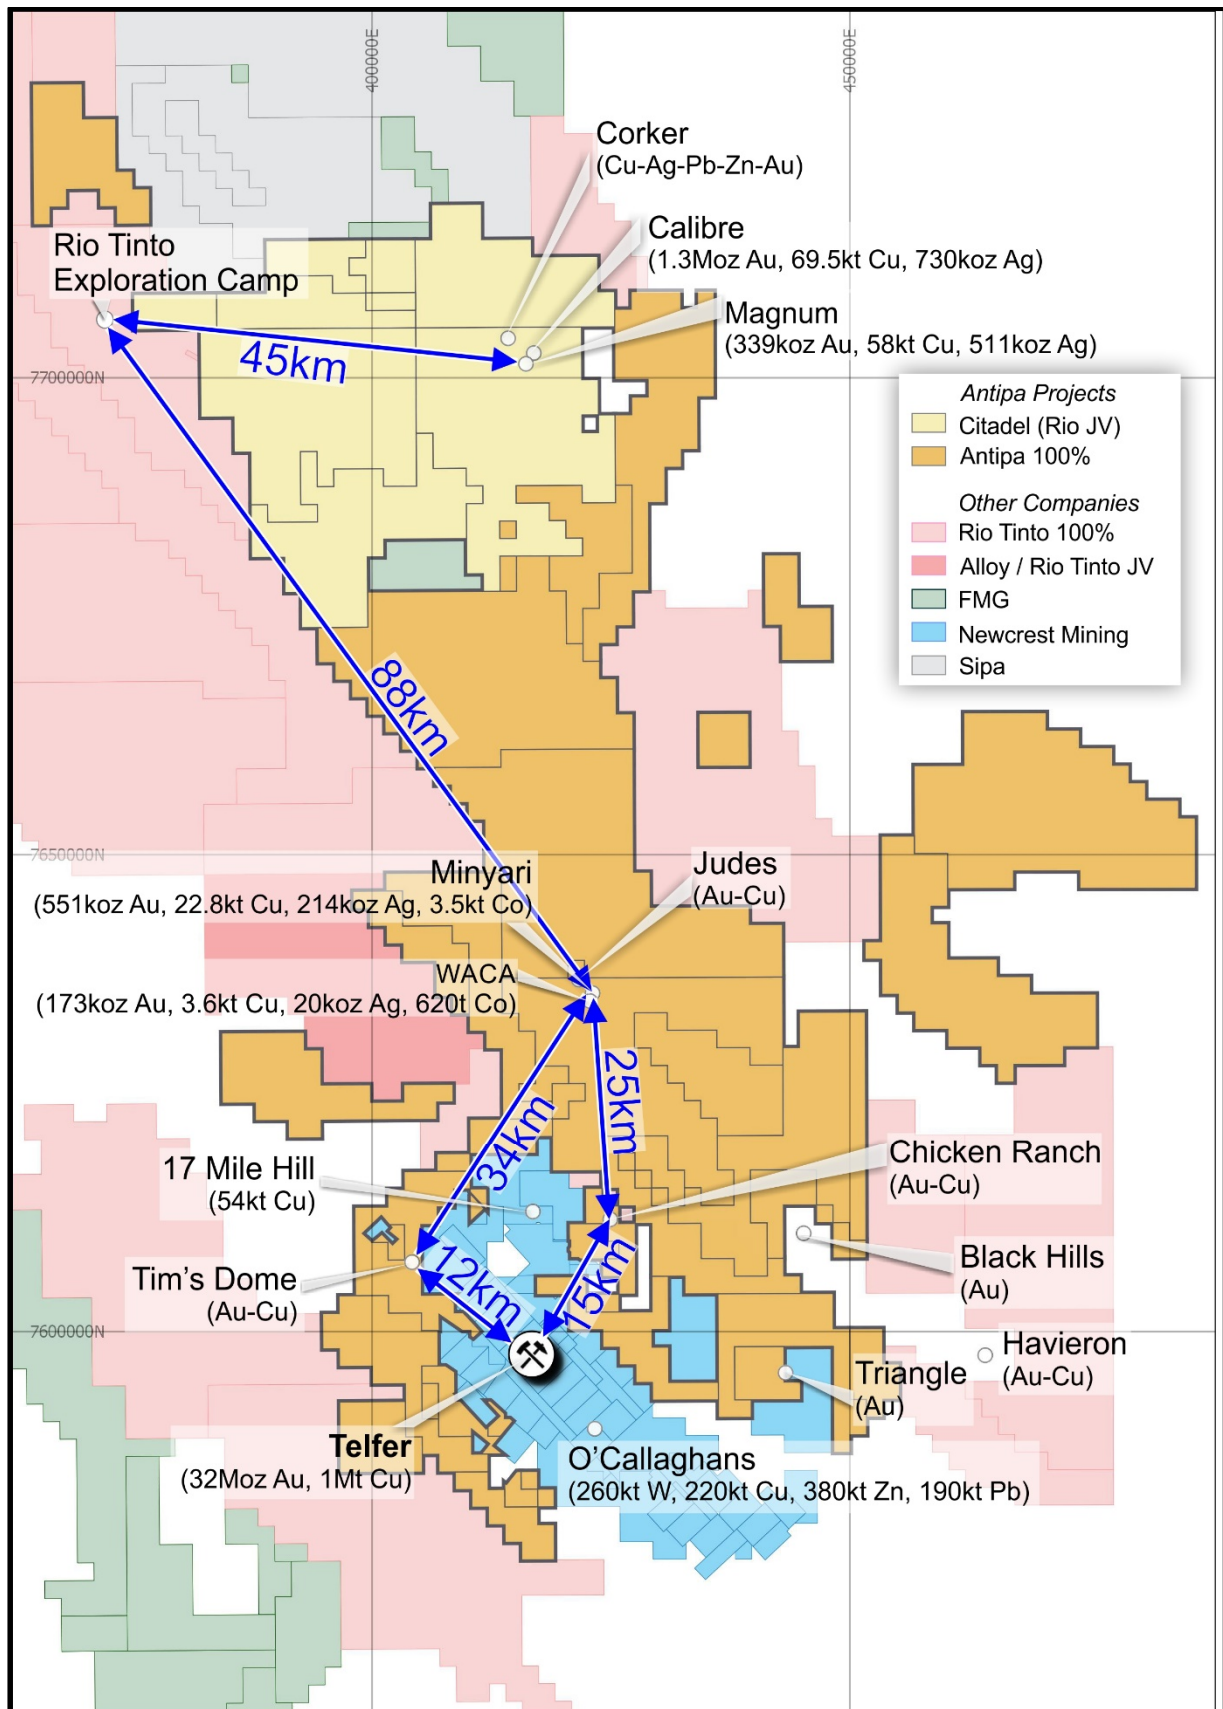 400000E
450000E
Corker
(Cu-Ag-Pb-Zn-Au)
Calibre
(1.3Moz Au, 69.5kt Cu, 730koz Ag)
Rio Tinto
Exploration Camp
Magnum
(339koz Au, 58kt Cu, 511koz Ag)
45km
7700000N
Antipa Projects
Citadel (Rio JV)
Antipa 100%
Other Companies
Rio Tinto 100%
Alloy / Rio Tinto JV
FMG
Newcrest Mining
Sipa
88km
7650000N
Minyari
(551koz Au, 22.8kt Cu, 214koz Ag, 3.5kt Co)
Judes
(Au-Cu)
WACA
(173koz Au, 3.6kt Cu, 20koz Ag, 620t Co)
25km
34km
17 Mile Hill
(54kt Cu)
Chicken Ranch
(Au-Cu)
Black Hills
(Au)
Tim's Dome
(Au-Cu)
12km
15km
7600000N
Havieron
(Au-Cu)
Triangle
(Au)
Telfer
(32Moz Au, 1Mt Cu)
O'Callaghans
(260kt W, 220kt Cu, 380kt Zn, 190kt Pb)